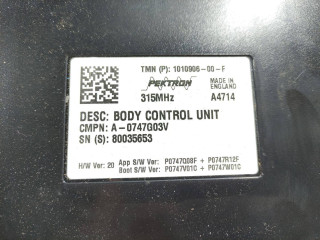 TMN (P): 1010906-00-F
PEKTRON
MADE IN
ENGLAND
315MHz
A4714
DESC: BODY CONTROL UNIT
CMPN: A-0747G03V
SN (S): 80035653
H/W Ver: 20
App S/W Ver: P0747Q08F + P0747R12F
Boot S/W Ver: P0747V01C + P0747W01C